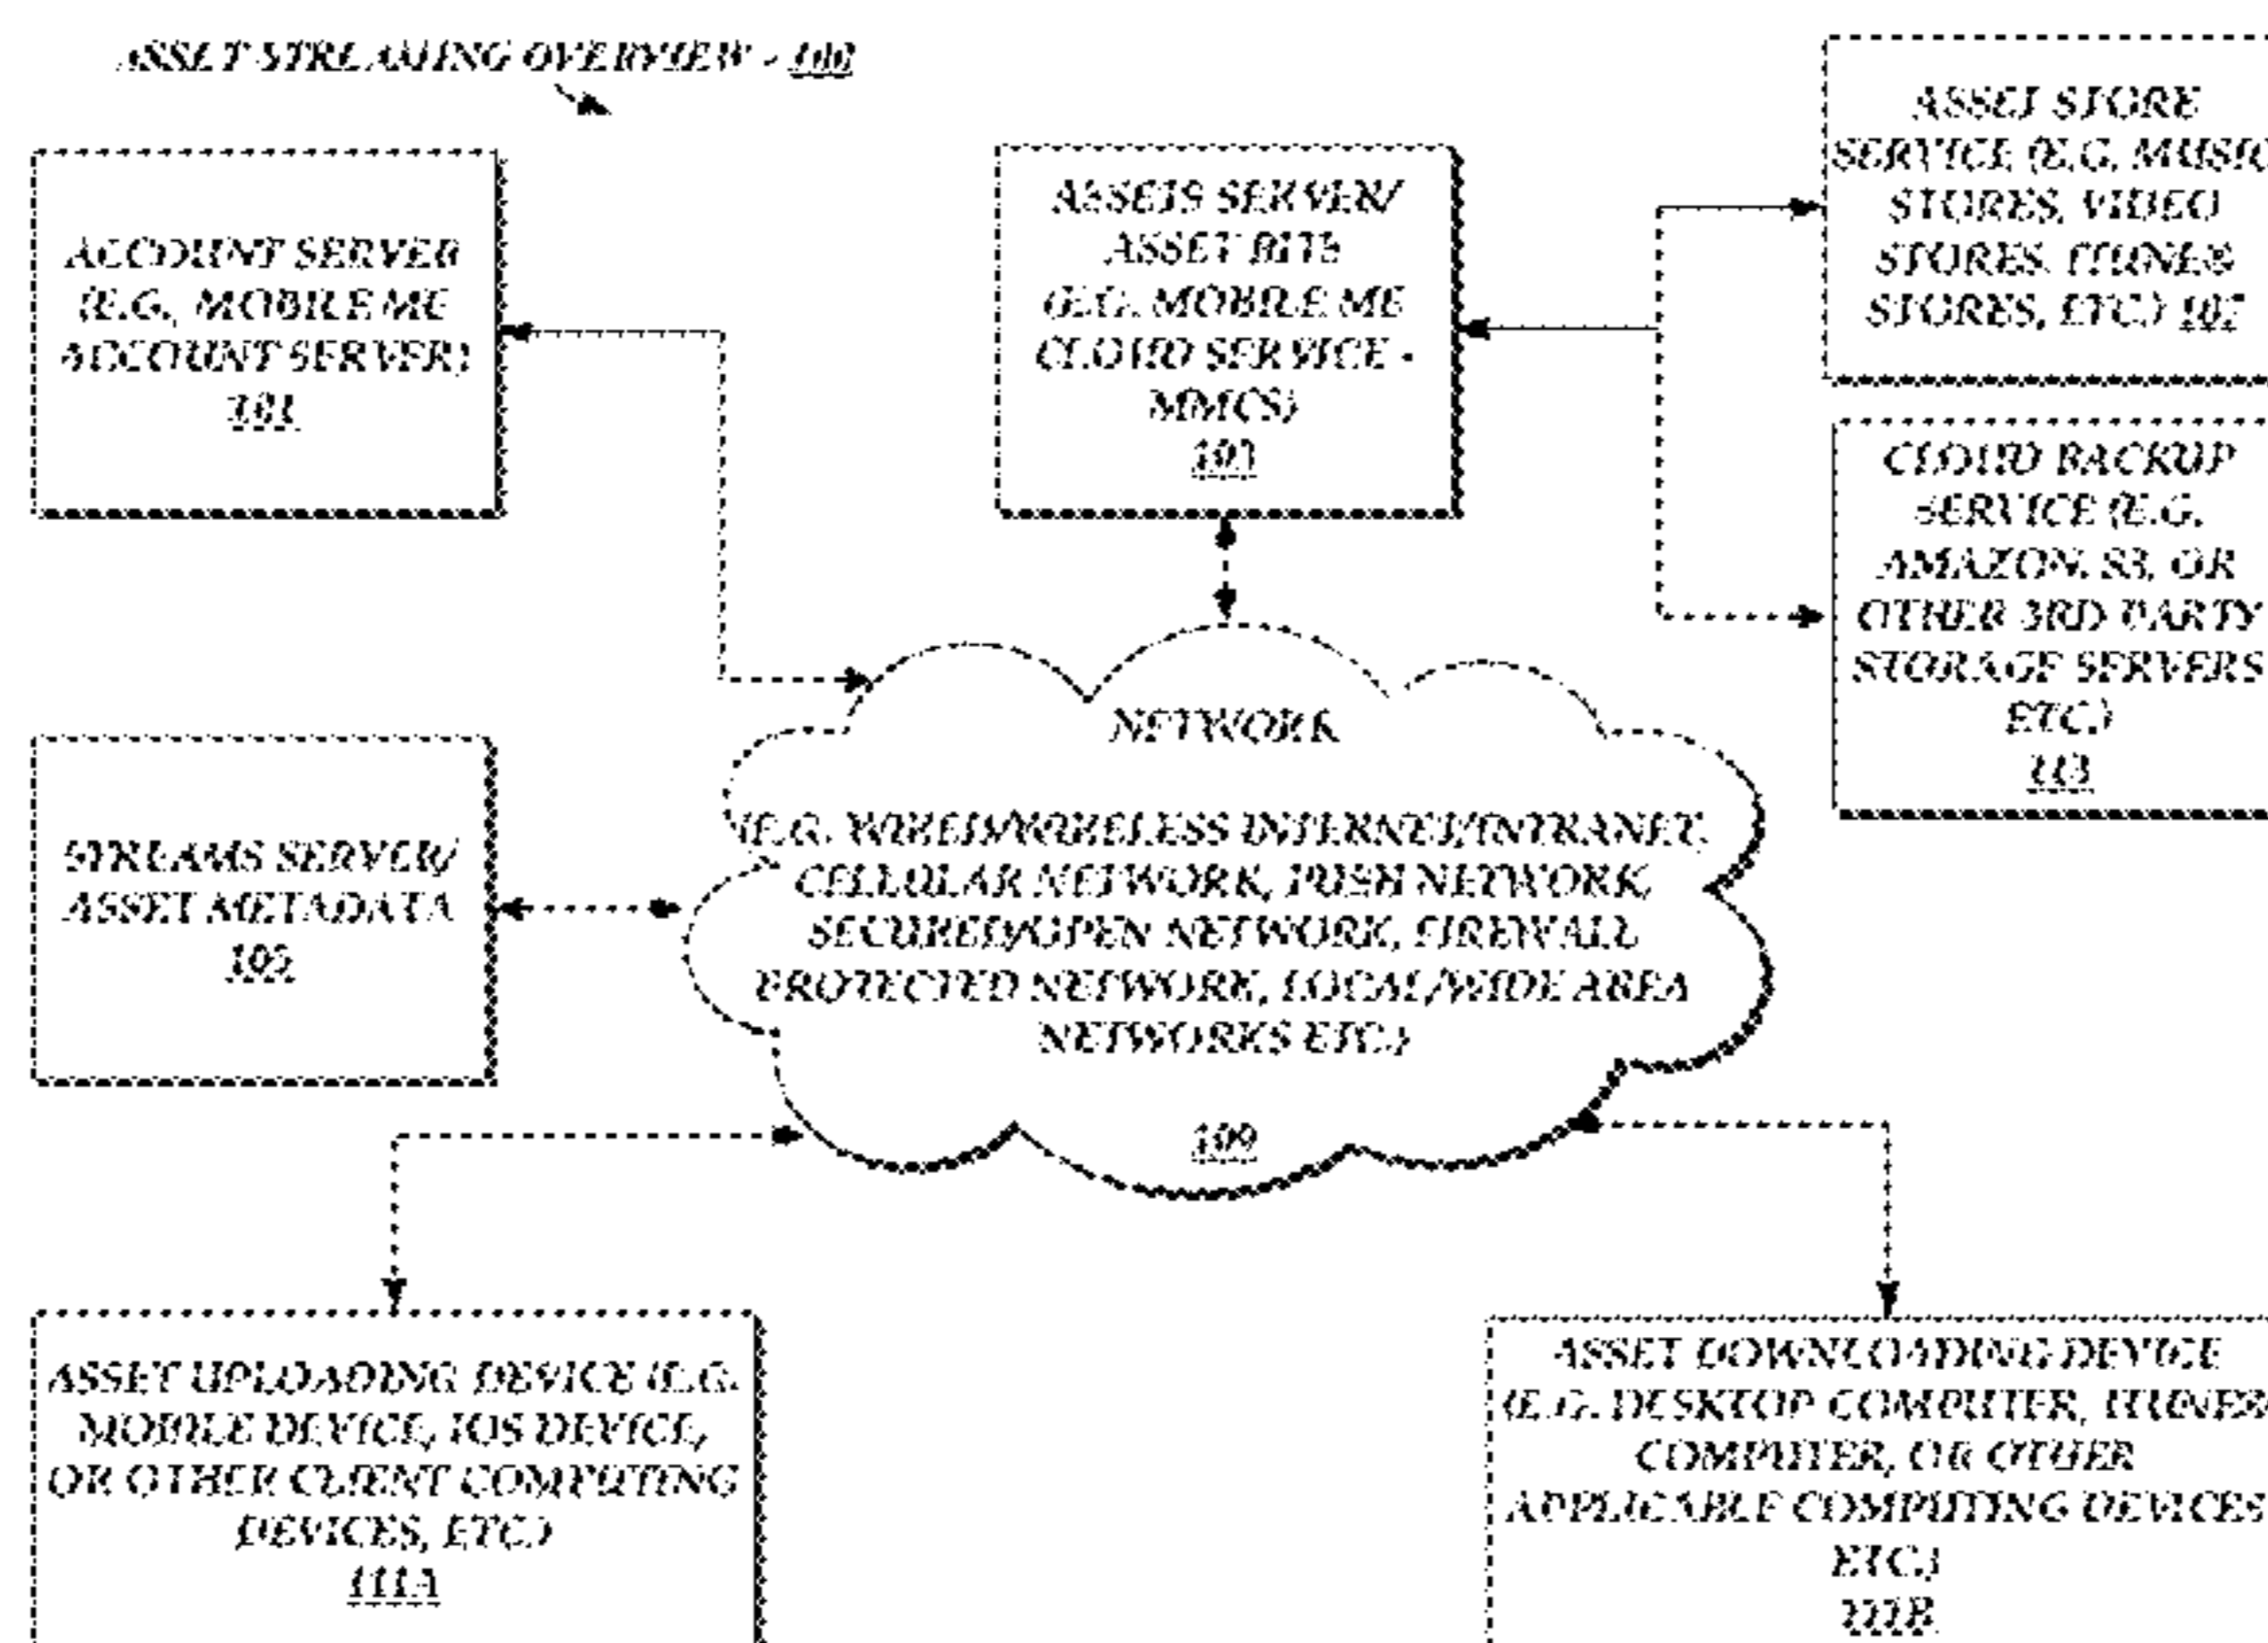 ASSET STREAMING OVERVIEW - 100
ACCOUNT SERVER
(E.G., MOBILE ME
ACCOUNT SERVER)
101
ASSETS SERVER/
ASSET BITS
(E.G. MOBILE ME
CLOUD SERVICE -
MMCS)
103
ASSET STORE
SERVICE (E.G. MUSIC
STORES, VIDEO
STORES, ITUNES
STORES, ETC.) 107
CLOUD BACKUP
SERVICE (E.G.
AMAZON, S3, OR
OTHER 3RD PARTY
STORAGE SERVERS
ETC.)
113
STREAMS SERVER/
ASSET METADATA
NETWORK
(E.G. WIRED/WIRELESS INTERNET/INTRANET,
CELLULAR NETWORK, PUSH NETWORK,
SECURED/OPEN NETWORK, FIREWALL
PROTECTED NETWORK, LOCAL/WIDE AREA
NETWORKS ETC.)
109
ASSET UPLOADING DEVICE (E.G.
MOBILE DEVICE, IOS DEVICE,
OR OTHER CLIENT COMPUTING
DEVICES, ETC.)
111A
ASSET DOWNLOADING DEVICE
(E.G. DESKTOP COMPUTER, ITUNES
COMPUTER, OR OTHER
APPLICABLE COMPUTING DEVICES
ETC.)
111B